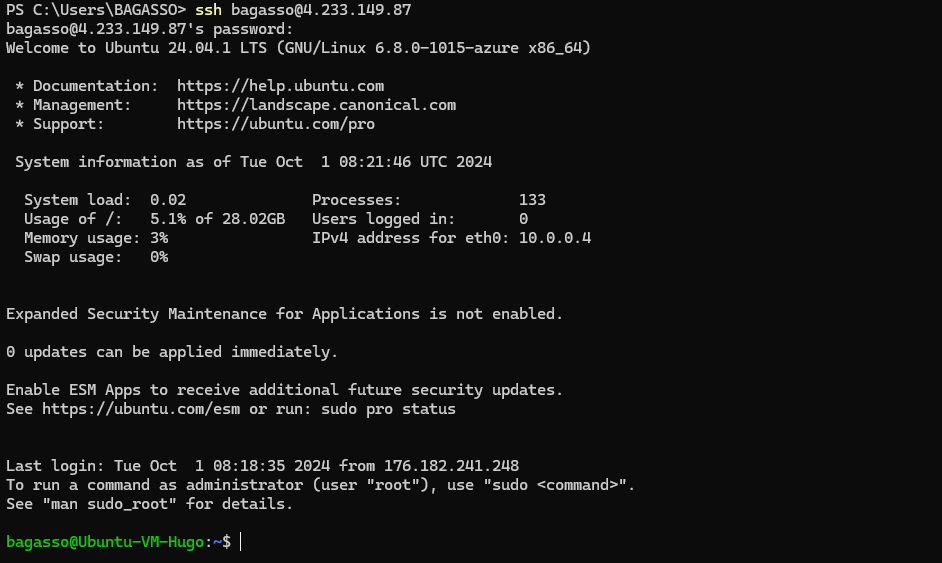 PS C:\Users\BAGASSO> ssh bagasso@4.233.149.87
bagasso@4.233.149.87's password:
Welcome to Ubuntu 24.04.1 LTS (GNU/Linux 6.8.0-1015-azure x86_64)
* Documentation:  https://help.ubuntu.com
* Management:     https://landscape.canonical.com
* Support:        https://ubuntu.com/pro
System information as of Tue Oct  1 08:21:46 UTC 2024
System load:  0.02              Processes:             133
Usage of /:   5.1% of 28.02GB   Users logged in:       0
Memory usage: 3%                IPv4 address for eth0: 10.0.0.4
Swap usage:   0%
Expanded Security Maintenance for Applications is not enabled.
0 updates can be applied immediately.
Enable ESM Apps to receive additional future security updates.
See https://ubuntu.com/esm or run: sudo pro status
Last login: Tue Oct  1 08:18:35 2024 from 176.182.241.248
To run a command as administrator (user "root"), use "sudo <command>".
See "man sudo_root" for details.
bagasso@Ubuntu-VM-Hugo:~$